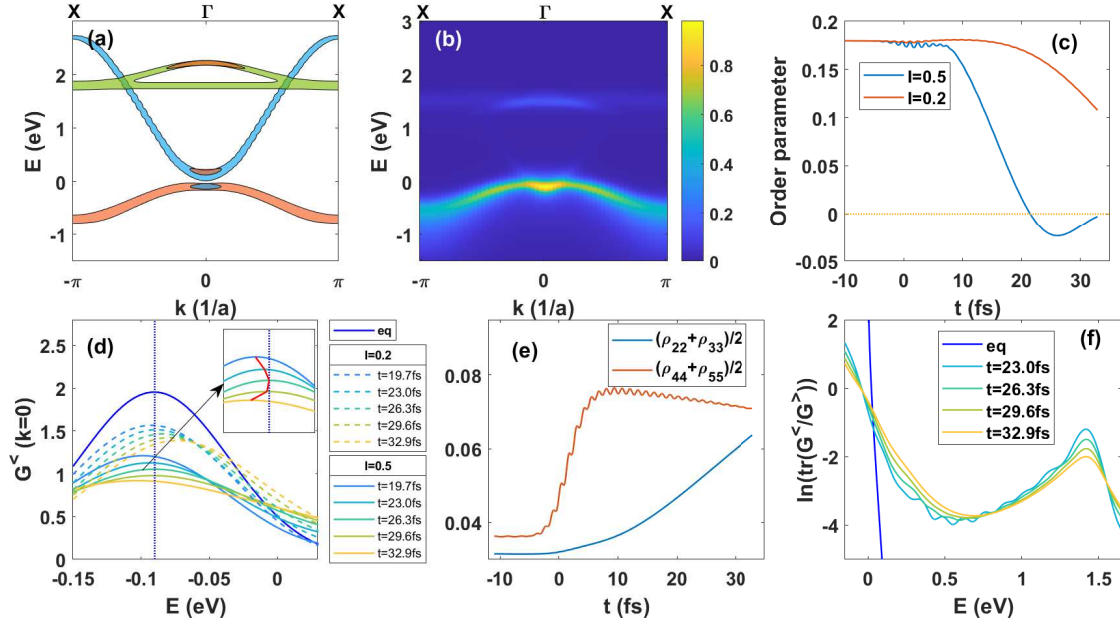 X Γ X
(a)
E (eV)
3
2
1
0
-1
-π 0 π
k (1/a)
X Γ X
(b)
E (eV)
3
2
1
0
-1
-π 0 π
k (1/a)
0.8
0.6
0.4
0.2
0
(c)
Order parameter
0.2
0.15
0.1
0.05
0
-0.05
I=0.5
I=0.2
-10 0 10 20 30
t (fs)
(d)
G< (k=0)
2.5
2
1.5
1
0.5
0
-0.15 -0.1 -0.05 0
E (eV)
eq
I=0.2
t=19.7fs
t=23.0fs
t=26.3fs
t=29.6fs
t=32.9fs
I=0.5
t=19.7fs
t=23.0fs
t=26.3fs
t=29.6fs
t=32.9fs
(ρ22+ρ33)/2
(ρ44+ρ55)/2
(e)
0.08
0.06
0.04
-10 0 10 20 30
t (fs)
(f)
ln(tr(G</G>))
2
0
-2
-4
eq
t=23.0fs
t=26.3fs
t=29.6fs
t=32.9fs
0 0.5 1 1.5
E (eV)